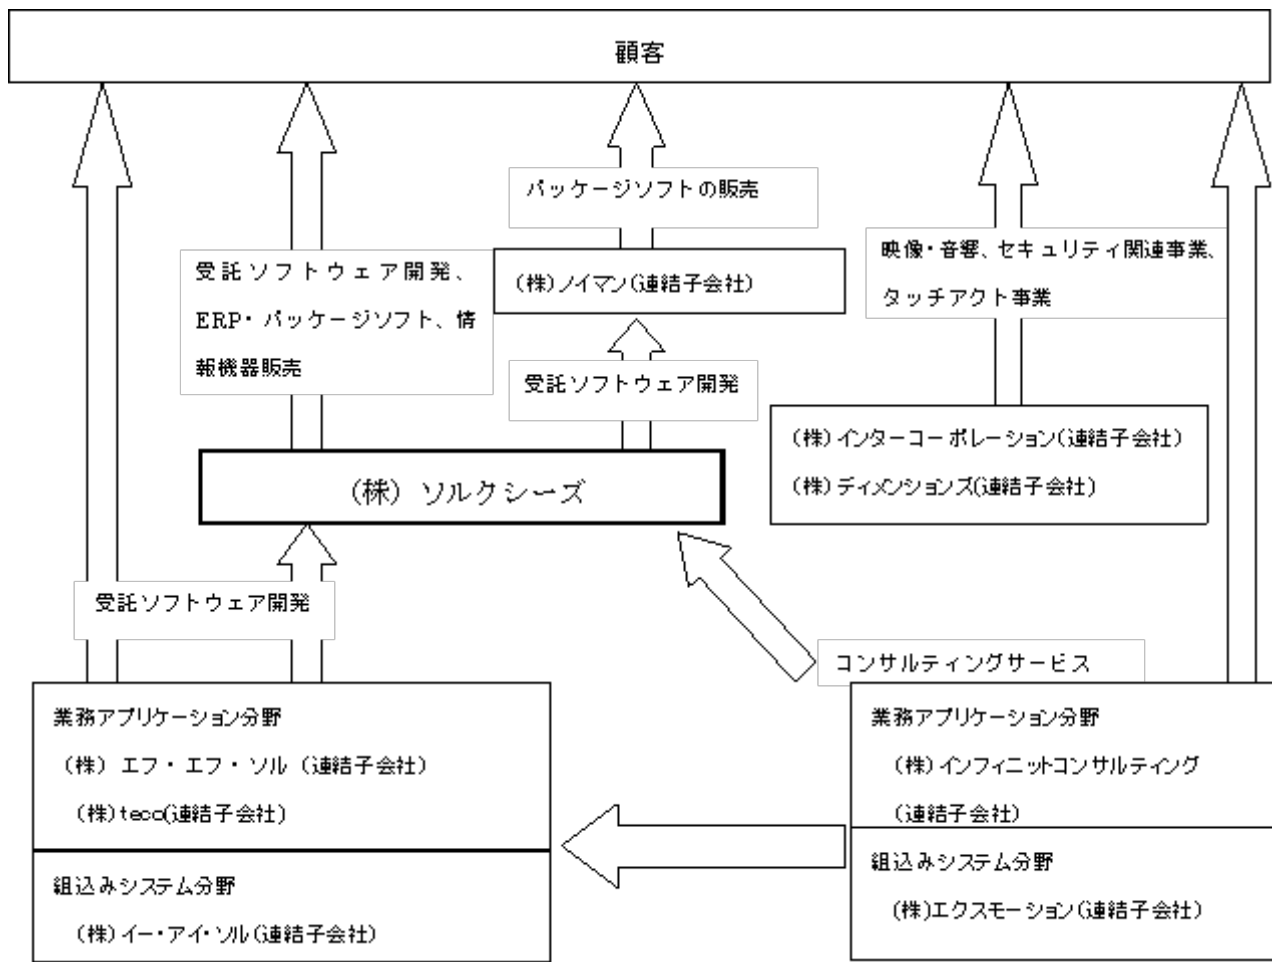 顧客
パッケージソフトの販売
受託ソフトウェア開発、
ERP・パッケージソフト、情
報機器販売
(株)ノイマン(連結子会社)
映像・音響、セキュリティ関連事業、
タッチアクト事業
受託ソフトウェア開発
(株)インターコーポレーション(連結子会社)
(株)ディメンションズ(連結子会社)
(株) ソルクシーズ
受託ソフトウェア開発
コンサルティングサービス
業務アプリケーション分野
(株) エフ・エフ・ソル (連結子会社)
(株)teco(連結子会社)
組込みシステム分野
(株)イー・アイ・ソル(連結子会社)
業務アプリケーション分野
(株)インフィニットコンサルティング
(連結子会社)
組込みシステム分野
(株)エクスモーション(連結子会社)